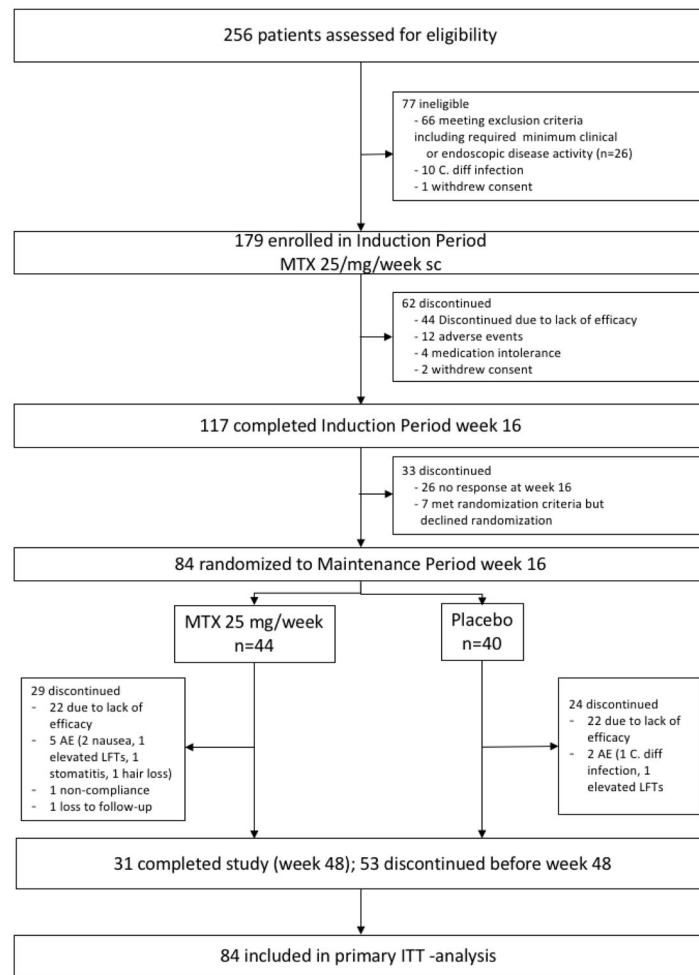 256 patients assessed for eligibility
77 ineligible
- 66 meeting exclusion criteria
including required minimum clinical
or endoscopic disease activity (n=26)
- 10 C. diff infection
- 1 withdrew consent
179 enrolled in Induction Period
MTX 25/mg/week sc
62 discontinued
- 44 Discontinued due to lack of efficacy
- 12 adverse events
- 4 medication intolerance
- 2 withdrew consent
117 completed Induction Period week 16
33 discontinued
- 26 no response at week 16
- 7 met randomization criteria but
declined randomization
84 randomized to Maintenance Period week 16
MTX 25 mg/week
n=44
Placebo
n=40
29 discontinued
- 22 due to lack of
efficacy
- 5 AE (2 nausea, 1
elevated LFTs, 1
stomatitis, 1 hair loss)
- 1 non-compliance
- 1 loss to follow-up
24 discontinued
- 22 due to lack of
efficacy
- 2 AE (1 C. diff
infection, 1
elevated LFTs
31 completed study (week 48); 53 discontinued before week 48
84 included in primary ITT -analysis